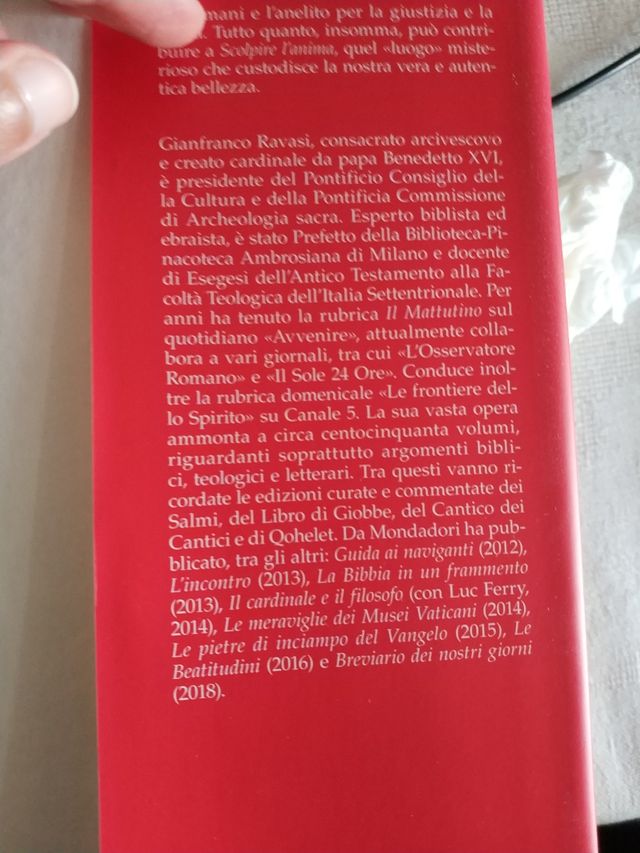 mani e l'anelito per la giustizia e la
Tutto quanto, insomma, può contri-
buire a Scolpire l'anima, quel «luogo» miste-
rioso che custodisce la nostra vera e auten-
tica bellezza.
Gianfranco Ravasi, consacrato arcivescovo
e creato cardinale da papa Benedetto XVI,
è presidente del Pontificio Consiglio del-
la Cultura e della Pontificia Commissione
di Archeologia sacra. Esperto biblista ed
ebraista, è stato Prefetto della Biblioteca-Pi-
nacoteca Ambrosiana di Milano e docente
di Esegesi dell'Antico Testamento alla Fa-
coltà Teologica dell'Italia Settentrionale. Per
anni ha tenuto la rubrica Il Mattutino sul
quotidiano «Avvenire», attualmente colla-
bora a vari giornali, tra cui «L'Osservatore
Romano» e «Il Sole 24 Ore». Conduce inol-
tre la rubrica domenicale «Le frontiere del-
lo Spirito» su Canale 5. La sua vasta opera
ammonta a circa centocinquanta volumi,
riguardanti soprattutto argomenti bibli-
ci, teologici e letterari. Tra questi vanno ri-
cordate le edizioni curate e commentate dei
Salmi, del Libro di Giobbe, del Cantico dei
Cantici e di Qohelet. Da Mondadori ha pub-
blicato, tra gli altri: Guida ai naviganti (2012),
L'incontro (2013), La Bibbia in un frammento
(2013), Il cardinale e il filosofo (con Luc Ferry,
2014), Le meraviglie dei Musei Vaticani (2014),
Le pietre di inciampo del Vangelo (2015), Le
Beatitudini (2016) e Breviario dei nostri giorni
(2018).